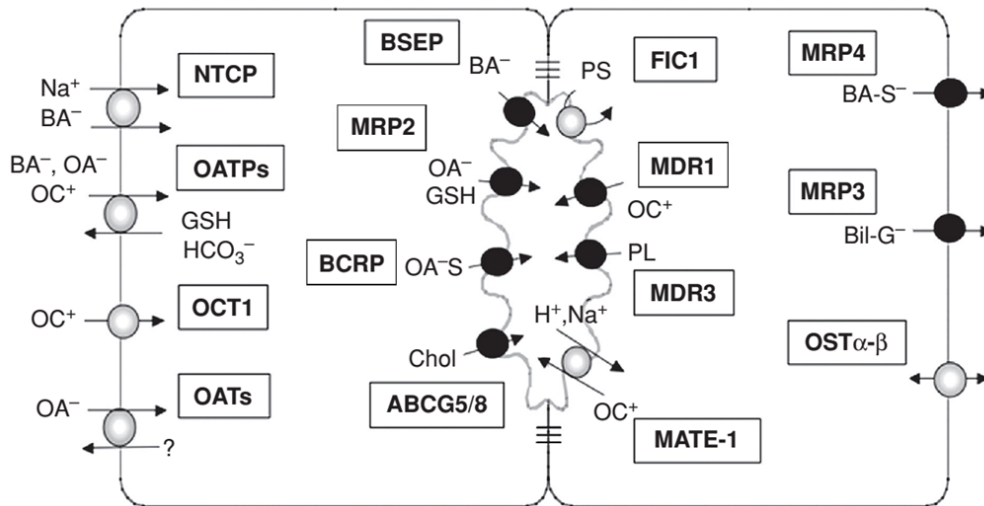 BSEP
FIC1
MRP4
NTCP
Na⁺
BA⁻
BA⁻
PS
BA-S⁻
MRP2
BA⁻, OA⁻
OC⁺
OATPs
OA⁻
GSH
MDR1
OC⁺
MRP3
GSH
HCO₃⁻
Bil-G⁻
BCRP
OA⁻S
PL
MDR3
OCT1
OC⁺
H⁺,Na⁺
OSTα-β
Chol
OATs
OA⁻
ABCG5/8
OC⁺
MATE-1
?